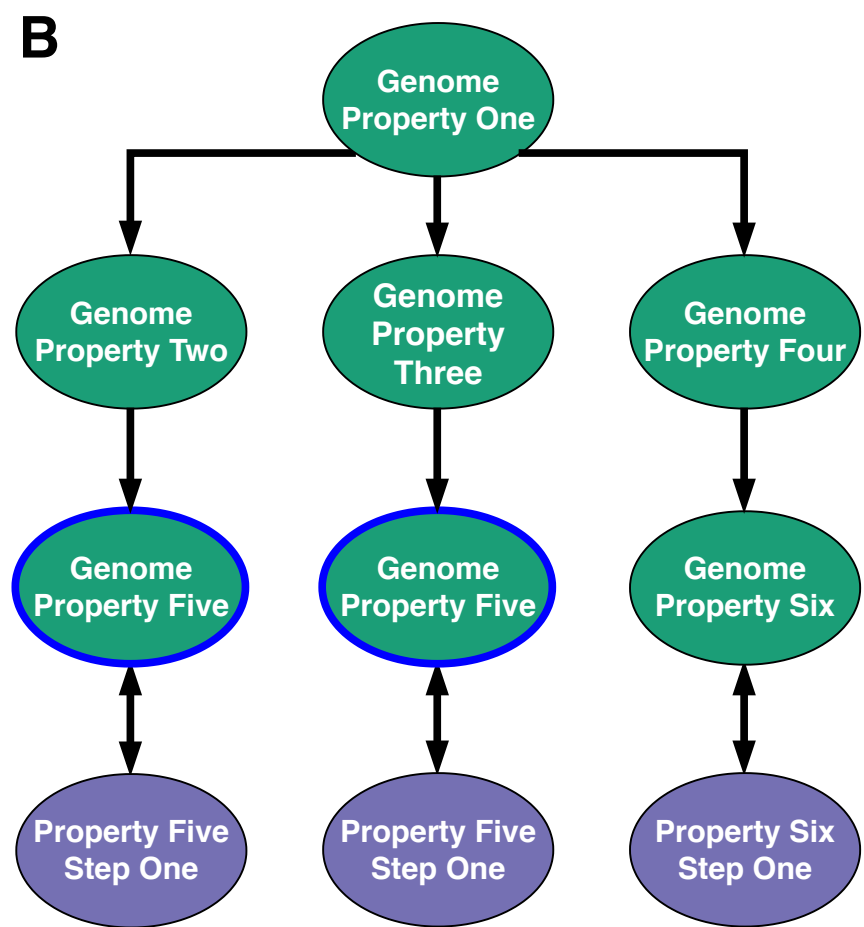 B
Genome
Property One
Genome
Property Two
Genome
Property
Three
Genome
Property Four
Genome
Property Five
Genome
Property Five
Genome
Property Six
Property Five
Step One
Property Five
Step One
Property Six
Step One